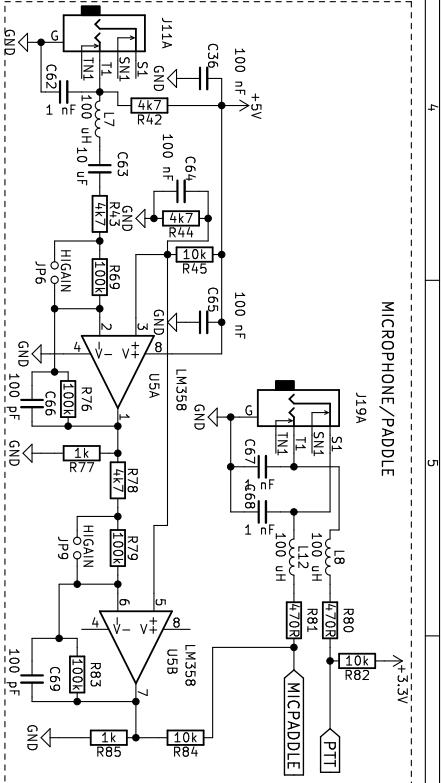 4
5
MICROPHONE/PADDLE
J11A
G
TN1
T1
SN1
S1
GND
C62
1 nF
L7
100 uH
4k7
R42
C36
100 nF
GND
+5V
C63
10 uF
4k7
R43
C64
100 nF
GND
4k7
R44
10k
R45
C65
100 nF
GND
100k
R69
HIGAIN
JP6
2
3
4
8
V-
V+
1
GND
U5A
LM358
100k
R76
C66
100 pF
1k
R77
GND
4k7
R78
100k
R79
HIGAIN
JP9
6
5
4
8
V-
V+
7
U5B
LM358
100k
R83
C69
100 pF
1k
R85
GND
10k
R84
J19A
G
TN1
T1
SN1
S1
GND
C67
1 nF
C68
1 nF
L12
100 uH
L8
100 uH
470R
R81
470R
R80
10k
R82
+3.3V
MICPADDLE
PTT